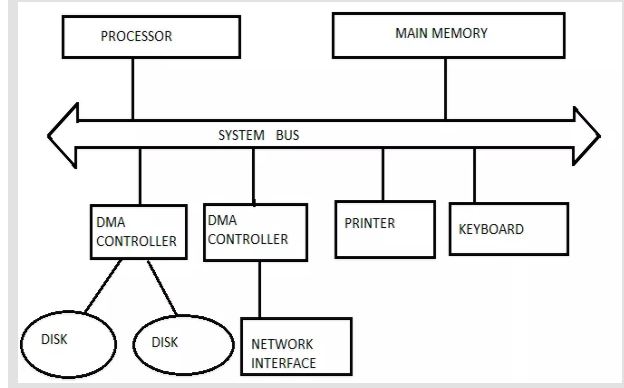 PROCESSOR
MAIN MEMORY
SYSTEM BUS
DMA
CONTROLLER
DMA
CONTROLLER
PRINTER
KEYBOARD
DISK
DISK
NETWORK
INTERFACE